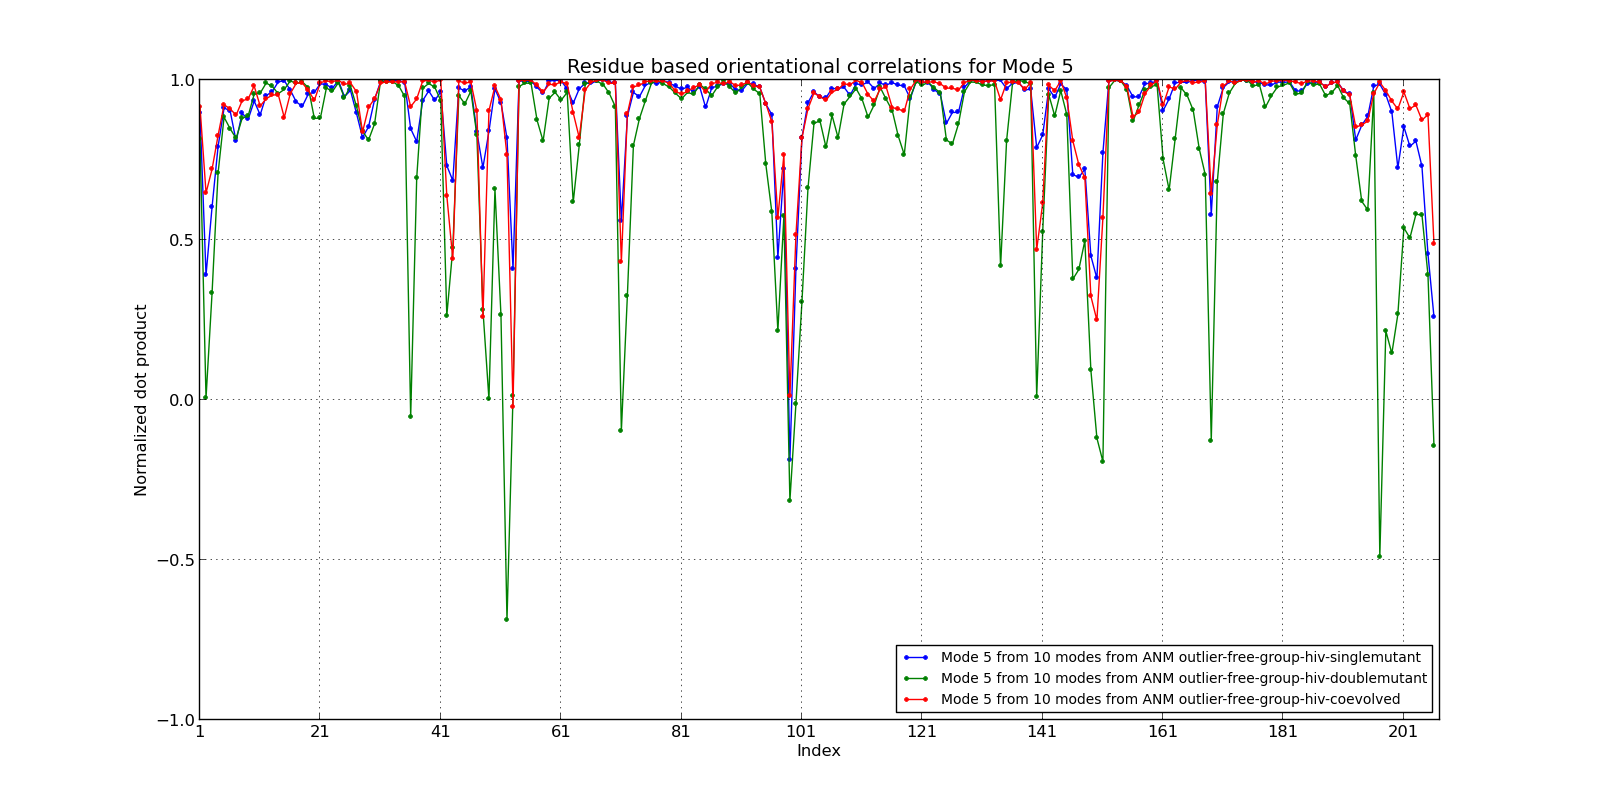 Residue based orientational correlations for Mode 5
Normalized dot product
1.0
0.5
0.0
−0.5
−1.0
Mode 5 from 10 modes from ANM outlier-free-group-hiv-singlemutant
Mode 5 from 10 modes from ANM outlier-free-group-hiv-doublemutant
Mode 5 from 10 modes from ANM outlier-free-group-hiv-coevolved
1 21 41 61 81 101 121 141 161 181 201
Index